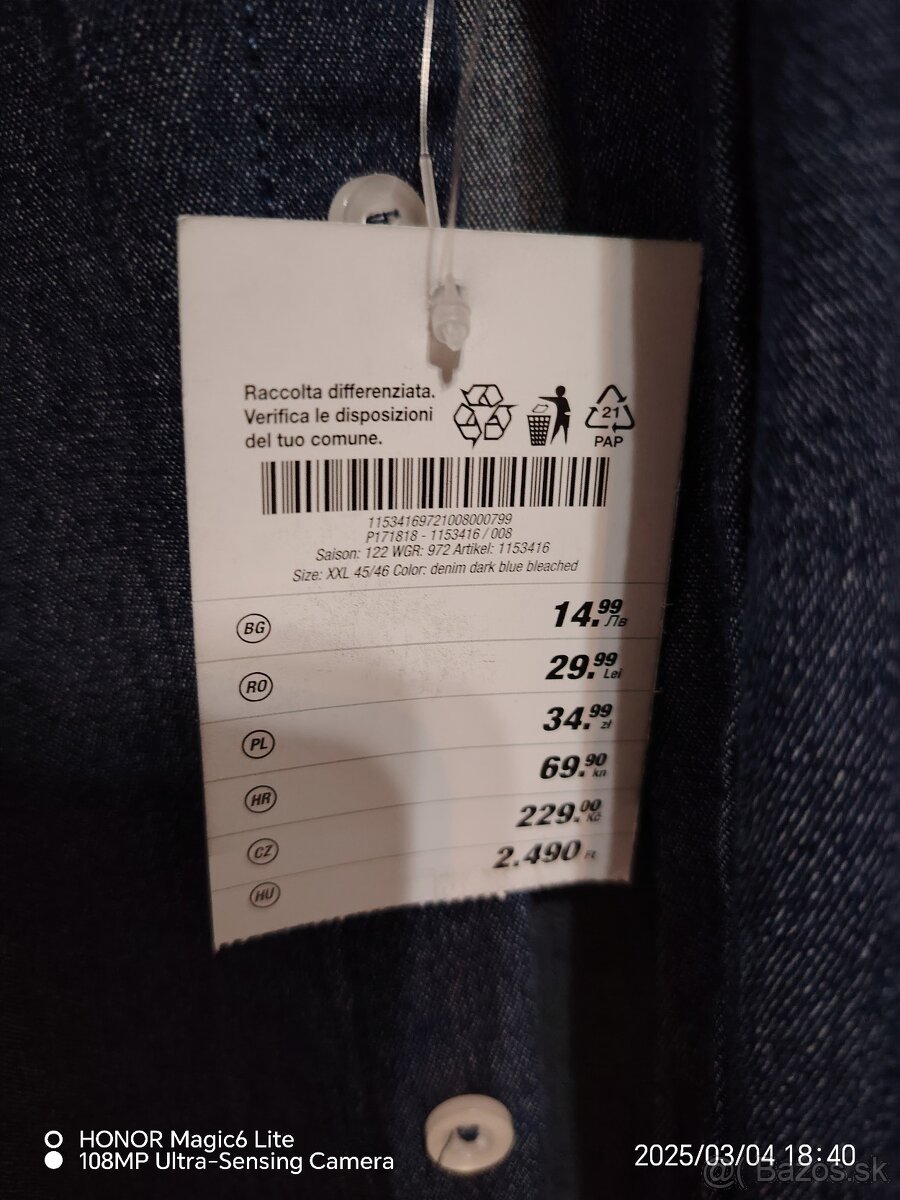 Raccolta differenziata.
Verifica le disposizioni
del tuo comune.
21
PAP
11534169721008000799
P171818 - 1153416 / 008
Saison: 122 WGR: 972 Artikel: 1153416
Size: XXL 45/46 Color: denim dark blue bleached
BG 14.99 Лв
RO 29.99 Lei
PL 34.99 zł
HR 69.90 kn
CZ 229.00 Kč
HU 2.490 Ft
HONOR Magic6 Lite
108MP Ultra-Sensing Camera
2025/03/04 18:40
Bazos.sk